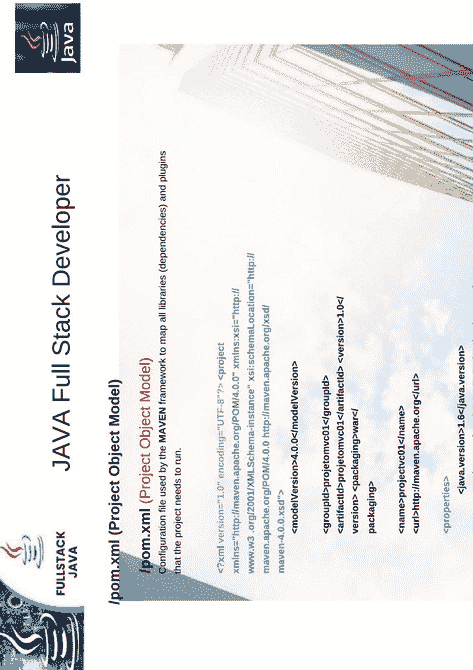 FULLSTACK
JAVA
JAVA Full Stack Developer
Java
/pom.xml (Project Object Model)
/pom.xml (Project Object Model)
Configuration file used by the MAVEN framework to map all libraries (dependencies) and plugins
that the project needs to run.
<?xml version="1.0" encoding="UTF-8"?> <project
xmlns="http://maven.apache.org/POM/4.0.0" xmlns:xsi="http://
www.w3 .org/2001/XMLSchema-instance" xsi:schemaLocation="http://
maven.apache.org/POM/4.0.0 http://maven.apache.org/xsd/
maven-4.0.0.xsd">
<modelVersion>4.0.0</modelVersion>
<groupId>projetomvc01</groupId>
<artifactId>projetomvc01</artifactId> <version>1.0</
version> <packaging>war</
packaging>
<name>projectvc01</name>
<url>http://maven.apache.org</url>
<properties>
<java.version>1.6</java.version>